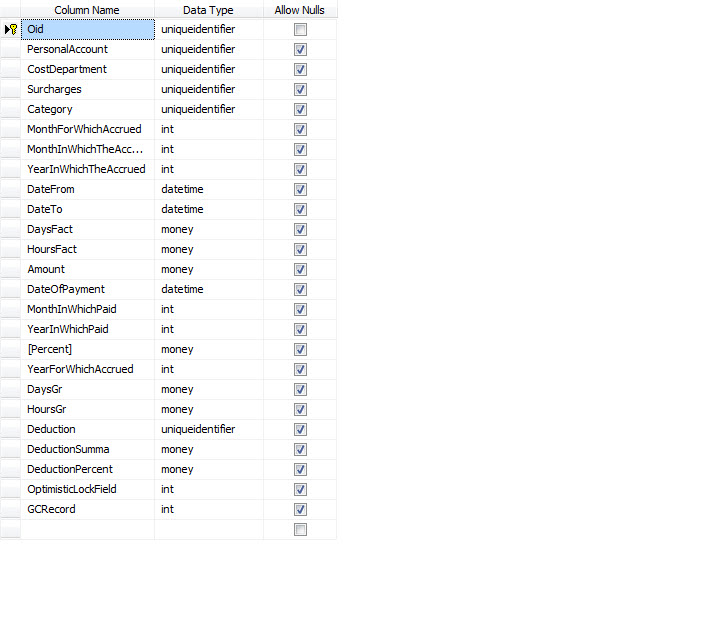 Column Name Data Type Allow Nulls
Oid uniqueidentifier
PersonalAccount uniqueidentifier
CostDepartment uniqueidentifier
Surcharges uniqueidentifier
Category uniqueidentifier
MonthForWhichAccrued int
MonthInWhichTheAcc... int
YearInWhichTheAccrued int
DateFrom datetime
DateTo datetime
DaysFact money
HoursFact money
Amount money
DateOfPayment datetime
MonthInWhichPaid int
YearInWhichPaid int
[Percent] money
YearForWhichAccrued int
DaysGr money
HoursGr money
Deduction uniqueidentifier
DeductionSumma money
DeductionPercent money
OptimisticLockField int
GCRecord int